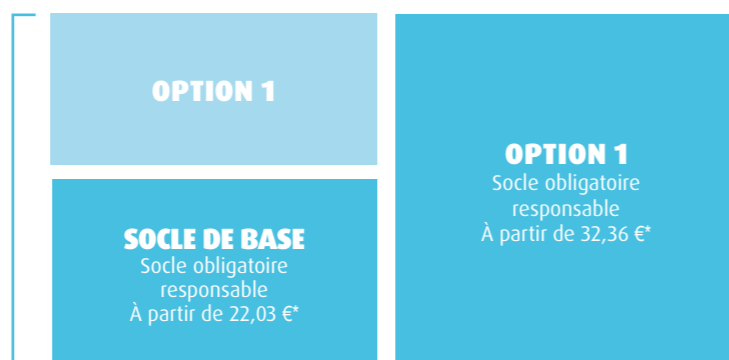 OPTION 1
SOCLE DE BASE
Socle obligatoire
responsable
À partir de 22,03 €*
OPTION 1
Socle obligatoire
responsable
À partir de 32,36 €*